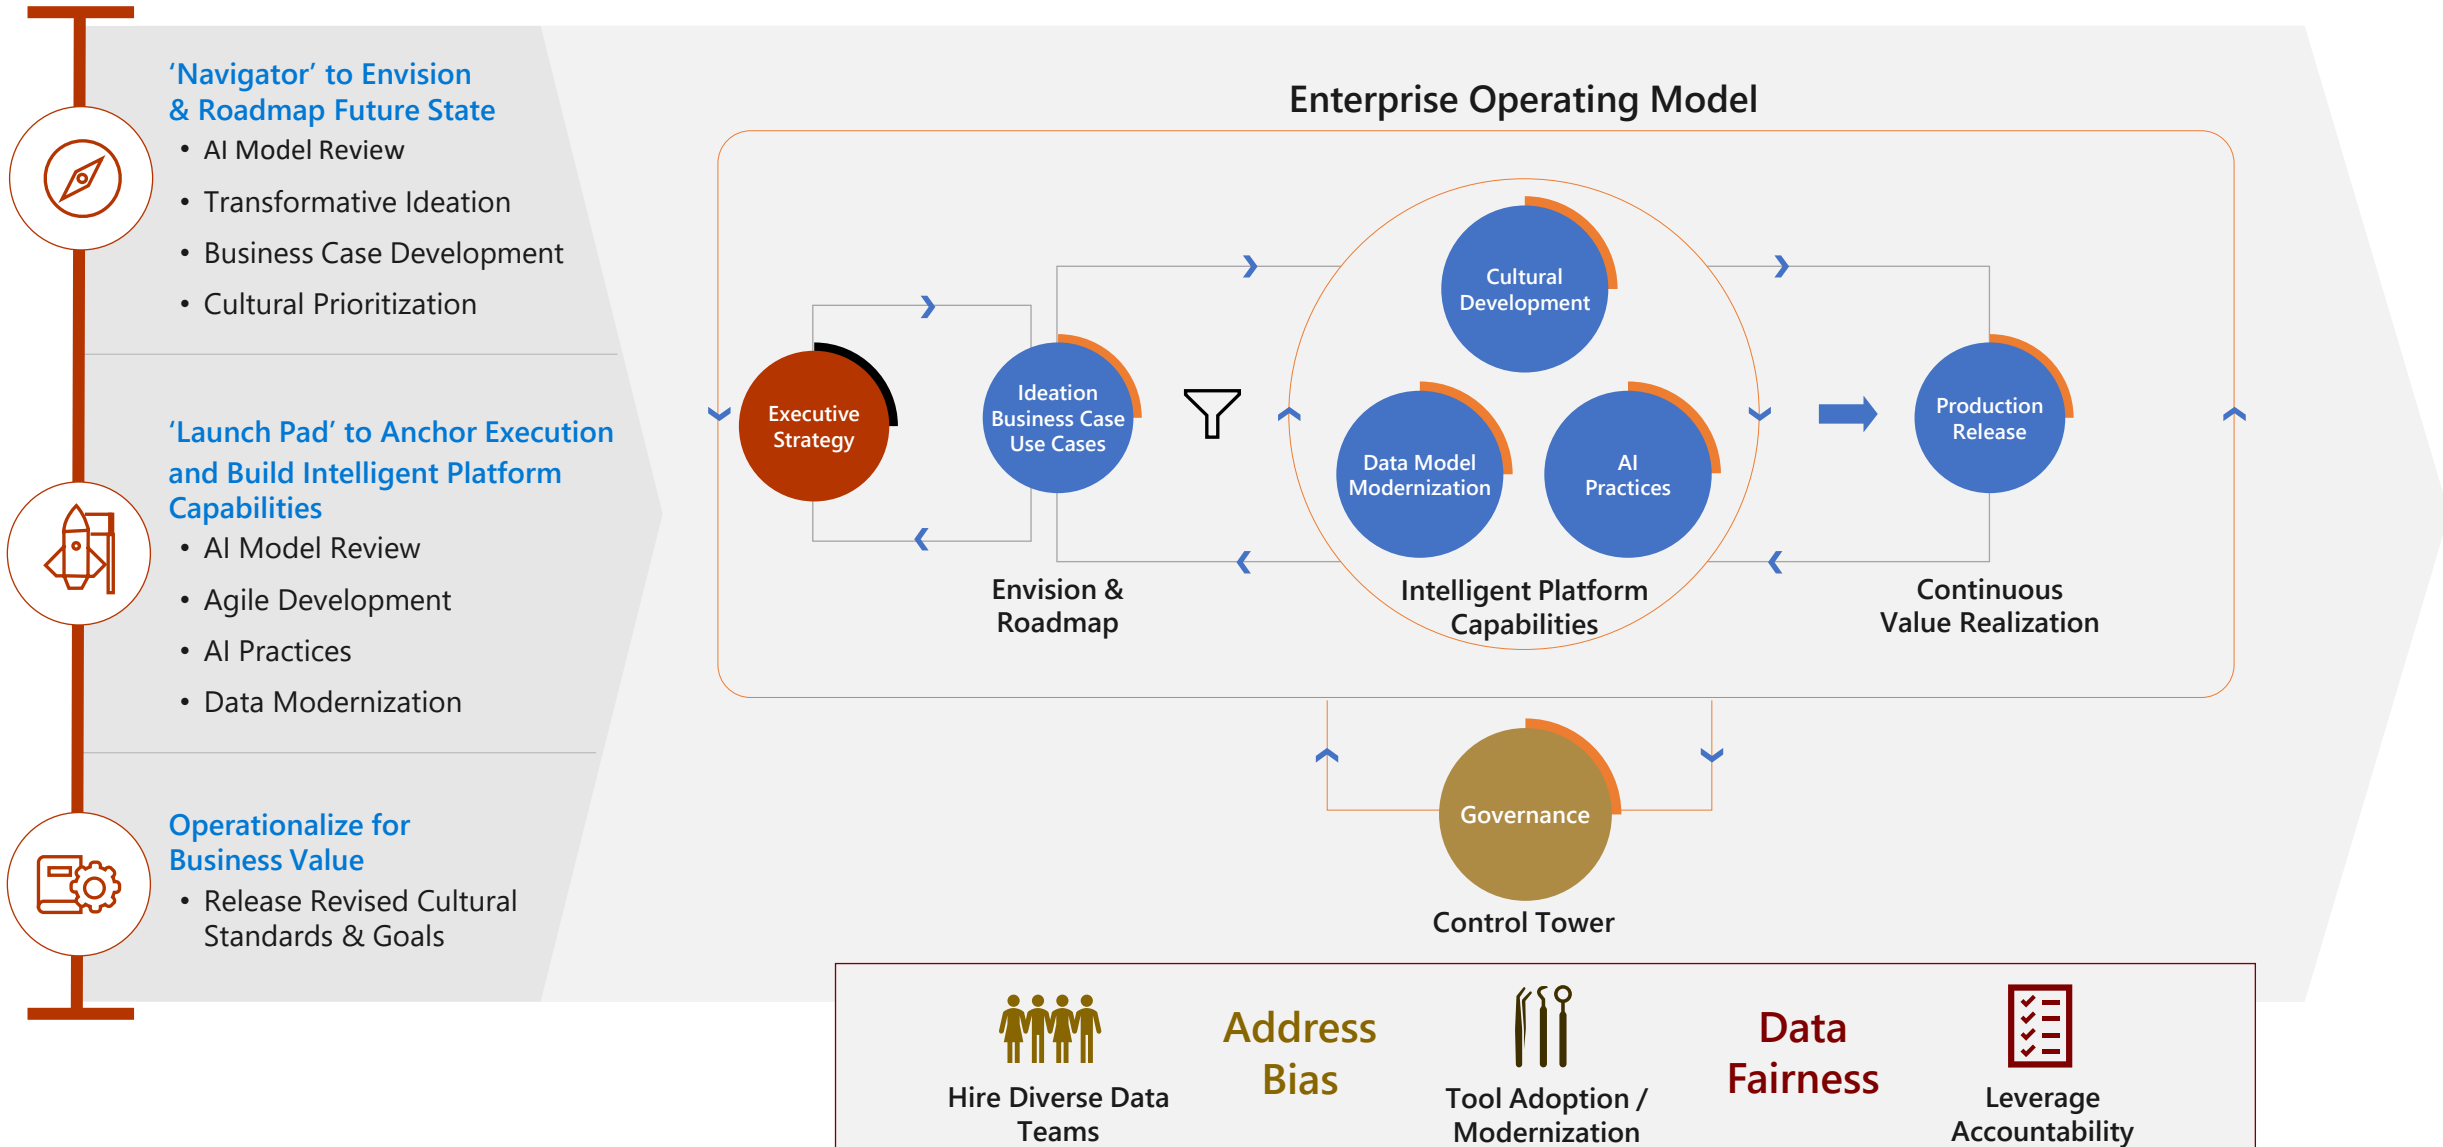 ‘Navigator’ to Envision
& Roadmap Future State
• AI Model Review
• Transformative Ideation
• Business Case Development
• Cultural Prioritization
‘Launch Pad’ to Anchor Execution
and Build Intelligent Platform
Capabilities
• AI Model Review
• Agile Development
• AI Practices
• Data Modernization
Operationalize for
Business Value
• Release Revised Cultural
Standards & Goals
Enterprise Operating Model
Executive
Strategy
Ideation
Business Case
Use Cases
Envision &
Roadmap
Cultural
Development
Data Model
Modernization
AI
Practices
Intelligent Platform
Capabilities
Production
Release
Continuous
Value Realization
Governance
Control Tower
Hire Diverse Data
Teams
Address
Bias
Tool Adoption /
Modernization
Data
Fairness
Leverage
Accountability